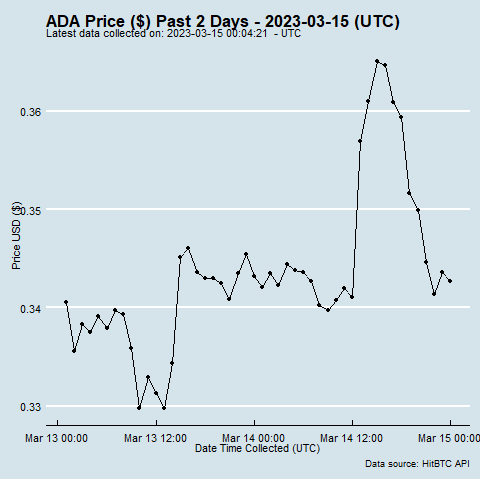 ADA Price ($) Past 2 Days - 2023-03-15 (UTC)
Latest data collected on: 2023-03-15 00:04:21 - UTC
0.36
0.35
0.34
0.33
Price USD ($)
Mar 13 00:00 Mar 13 12:00 Mar 14 00:00 Mar 14 12:00 Mar 15 00:00
Date Time Collected (UTC)
Data source: HitBTC API